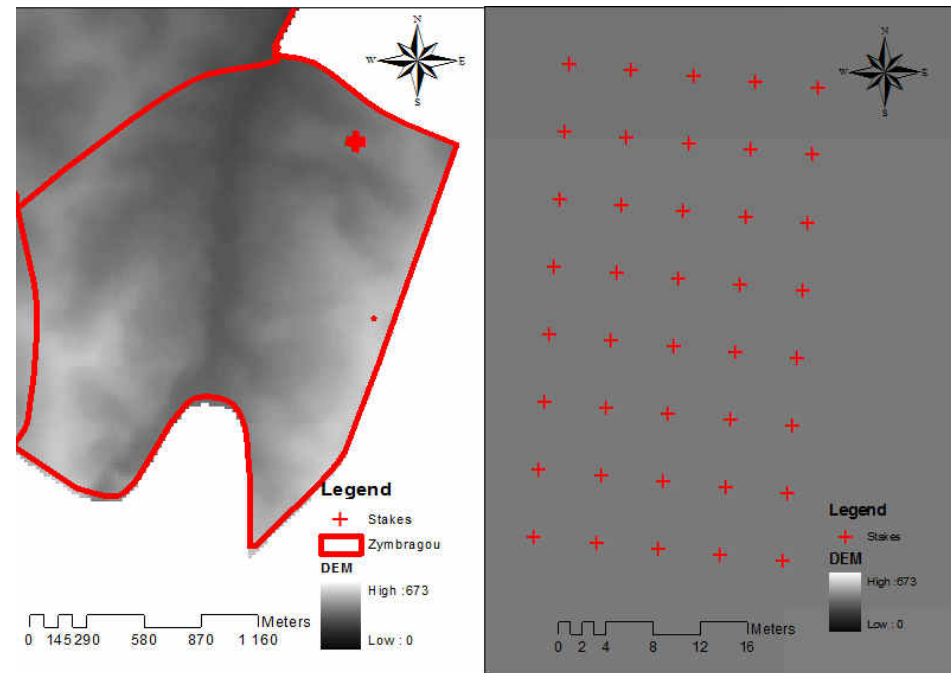 N
W E
S
Legend
Stakes
Zymbragou
DEM
High : 673
Low : 0
Meters
0 145 290 580 870 1 160
N
W E
S
Legend
Stakes
DEM
High : 673
Low : 0
Meters
0 2 4 8 12 16